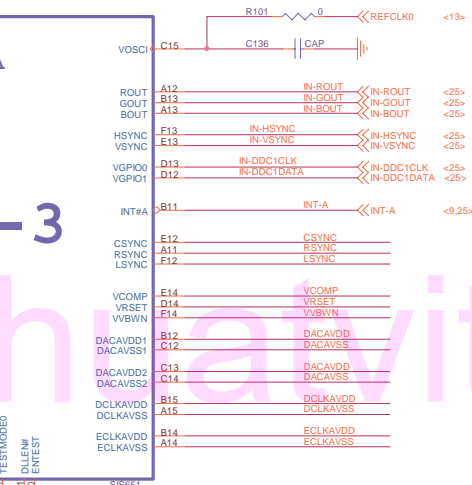 R101 0 REFCLK0 <13>
VOSCI C15 C136 CAP
ROUT A12 IN-ROUT IN-ROUT <25>
GOUT B13 IN-GOUT IN-GOUT <25>
BOUT A13 IN-BOUT IN-BOUT <25>
HSYNC F13 IN-HSYNC IN-HSYNC <25>
VSYNC E13 IN-VSYNC IN-VSYNC <25>
VGPIO0 D13 IN-DDC1CLK IN-DDC1CLK <25>
VGPIO1 D12 IN-DDC1DATA IN-DDC1DATA <25>
INT#A B11 INT-A INT-A <9,25>
-3
CSYNC E12 CSYNC
RSYNC A11 RSYNC
LSYNC F12 LSYNC
VCOMP E14 VCOMP
VRSET D14 VRSET
VVBWN F14 VVBWN
DACAVDD1 B12 DACAVDD
DACAVSS1 C12 DACAVSS
DACAVDD2 C13 DACAVDD
DACAVSS2 C14 DACAVSS
DCLKAVDD B15 DCLKAVDD
DCLKAVSS A15 DCLKAVSS
ECLKAVDD B14 ECLKAVDD
ECLKAVSS A14 ECLKAVSS
TESTMODE0
DLLEN#
ENTEST
SiS651
huatvit